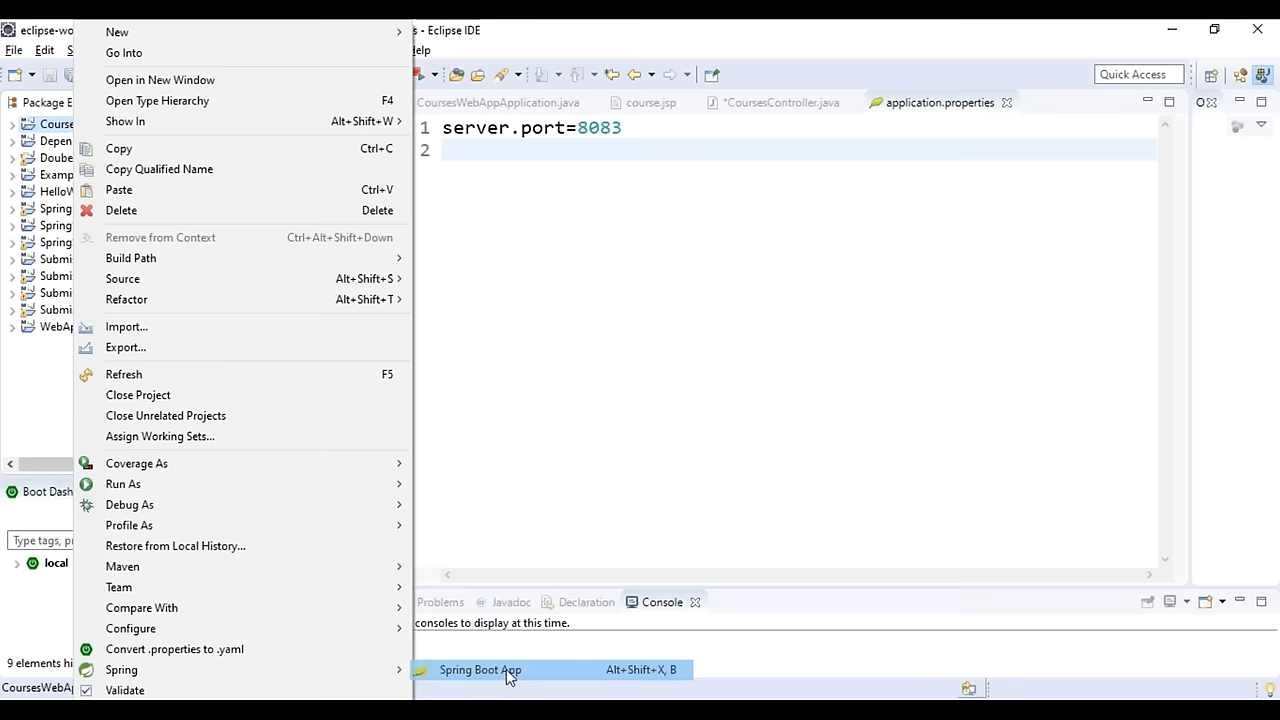 eclipse-wo
s - Eclipse IDE
File Edit S
elp
Quick Access
Package E
Course
Depen
Doube
Examp
HelloW
Spring
Spring
Spring
Submi
Submi
Submi
Submi
WebAp
Boot Dash
Type tags, pr
local
9 elements hi
CoursesWebAp
New
Go Into
Open in New Window
Open Type Hierarchy F4
Show In Alt+Shift+W
Copy Ctrl+C
Copy Qualified Name
Paste Ctrl+V
Delete Delete
Remove from Context Ctrl+Alt+Shift+Down
Build Path
Source Alt+Shift+S
Refactor Alt+Shift+T
Import...
Export...
Refresh F5
Close Project
Close Unrelated Projects
Assign Working Sets...
Coverage As
Run As
Debug As
Profile As
Restore from Local History...
Maven
Team
Compare With
Configure
Convert .properties to .yaml
Spring
Validate
Spring Boot App Alt+Shift+X, B
CoursesWebAppApplication.java course.jsp *CoursesController.java application.properties
1 server.port=8083
2
Problems Javadoc Declaration Console
consoles to display at this time.
O